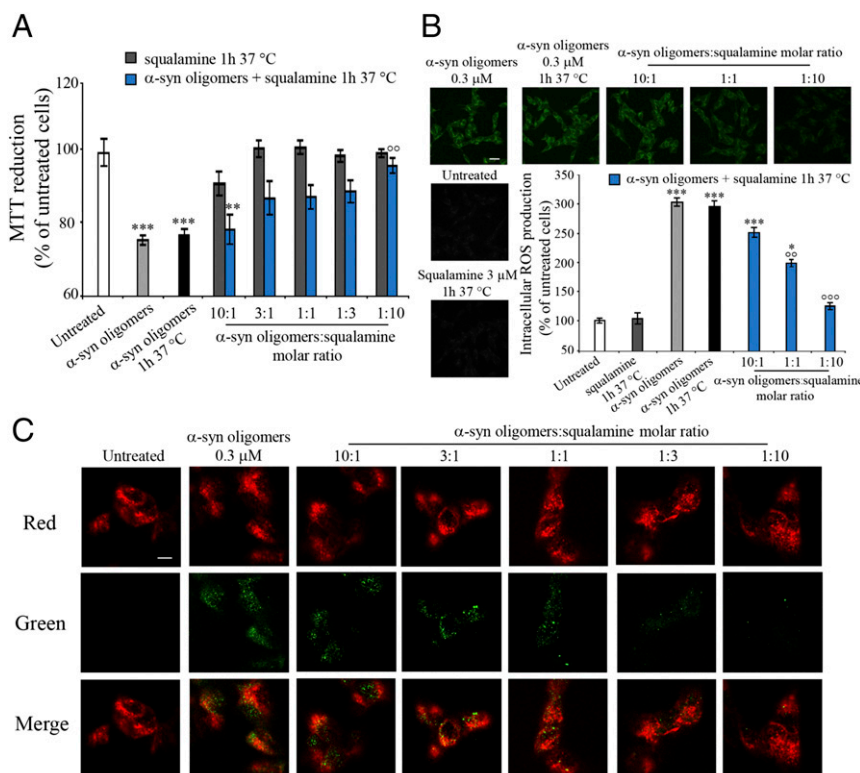 A
squalamine 1h 37 °C
α-syn oligomers + squalamine 1h 37 °C
MTT reduction
(% of untreated cells)
120
100
80
60
***
***
**
°°
Untreated
α-syn oligomers
α-syn oligomers
1h 37 °C
10:1 3:1 1:1 1:3 1:10
α-syn oligomers:squalamine
molar ratio
B
α-syn oligomers
0.3 μM
α-syn oligomers
0.3 μM
1h 37 °C
α-syn oligomers:squalamine molar ratio
10:1 1:1 1:10
Untreated
Squalamine 3 μM
1h 37 °C
α-syn oligomers + squalamine 1h 37 °C
Intracellular ROS production
(% of untreated cells)
350
300
250
200
150
100
50
***
***
***
*
°°
°°°
Untreated
squalamine
1h 37 °C
α-syn oligomers
α-syn oligomers
1h 37 °C
10:1 1:1 1:10
α-syn oligomers:squalamine
molar ratio
C
α-syn oligomers:squalamine molar ratio
Untreated
α-syn oligomers
0.3 μM
10:1 3:1 1:1 1:3 1:10
Red
Green
Merge